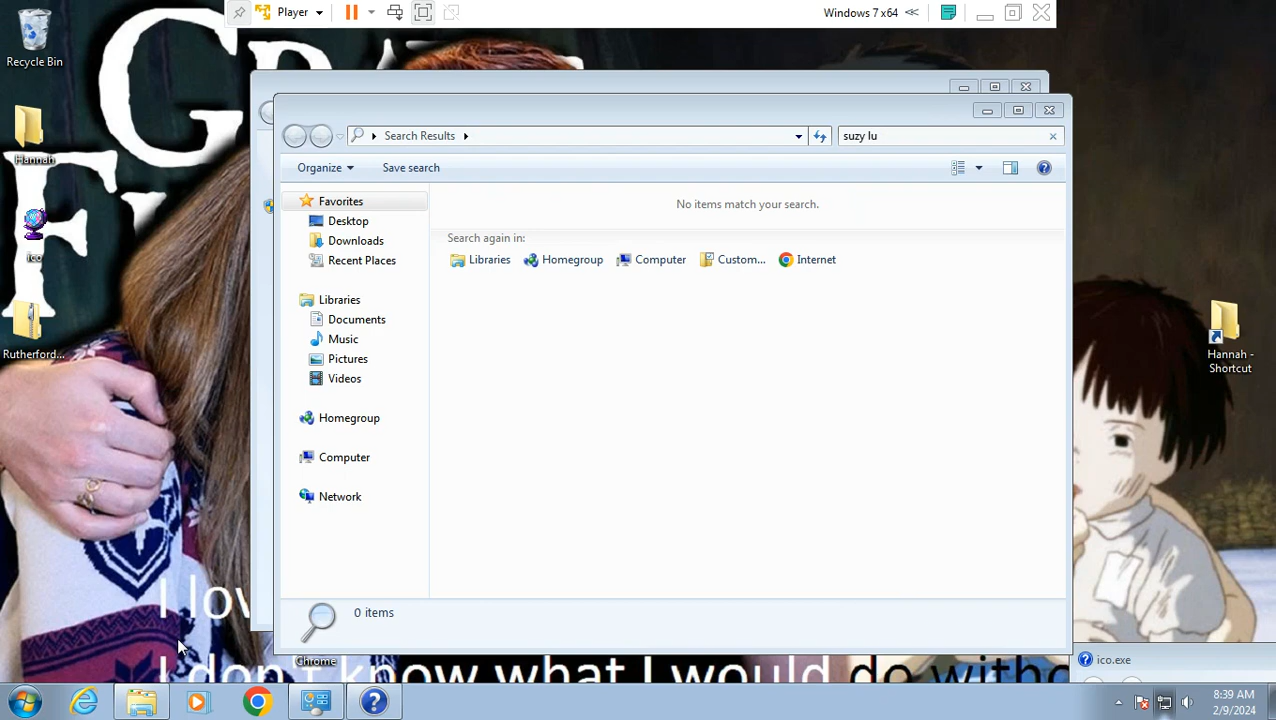 Player
Windows 7 x64
Recycle Bin
Hannah
ico
Rutherford...
Search Results
suzy lu
Organize
Save search
No items match your search.
Search again in:
Libraries
Homegroup
Computer
Custom...
Internet
Favorites
Desktop
Downloads
Recent Places
Libraries
Documents
Music
Pictures
Videos
Homegroup
Computer
Network
0 items
Hannah -
Shortcut
I lov
Chrome
I don't know what I would do witho
ico.exe
8:39 AM
2/9/2024